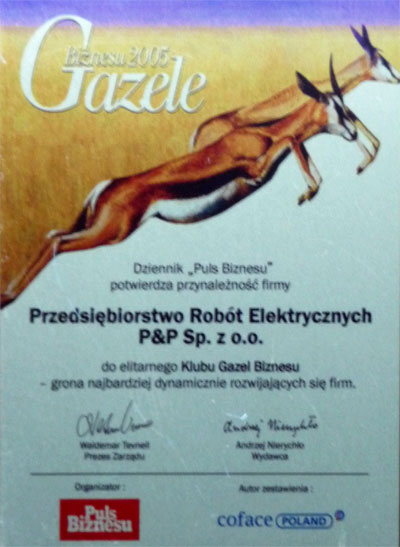 Gazele
Biznesu 2005
Dziennik „Puls Biznesu"
potwierdza przynależność firmy
Przedsiębiorstwo Robót Elektrycznych
P&P Sp. z o.o.
do elitarnego Klubu Gazel Biznesu
– grona najbardziej dynamicznie rozwijających się firm.
Waldemar Tevnell
Prezes Zarządu
Andrzej Nierychło
Andrzej Nierychło
Wydawca
Organizator :
Autor zestawienia :
Puls
Biznesu
coface POLAND